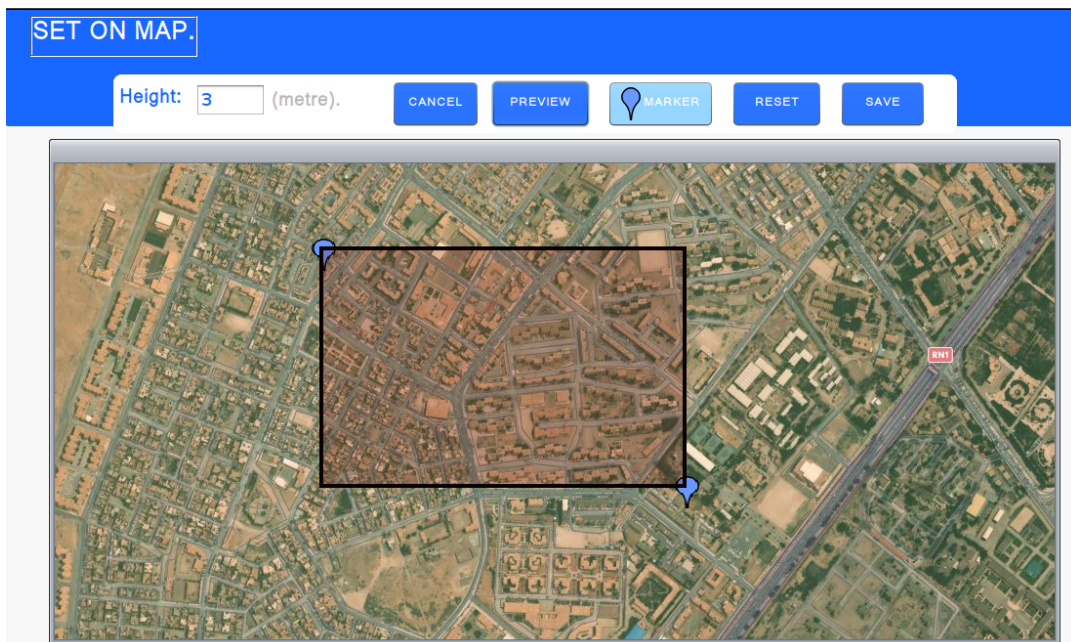 SET ON MAP.
Height: 3 (metre). CANCEL PREVIEW MARKER RESET SAVE
RN1